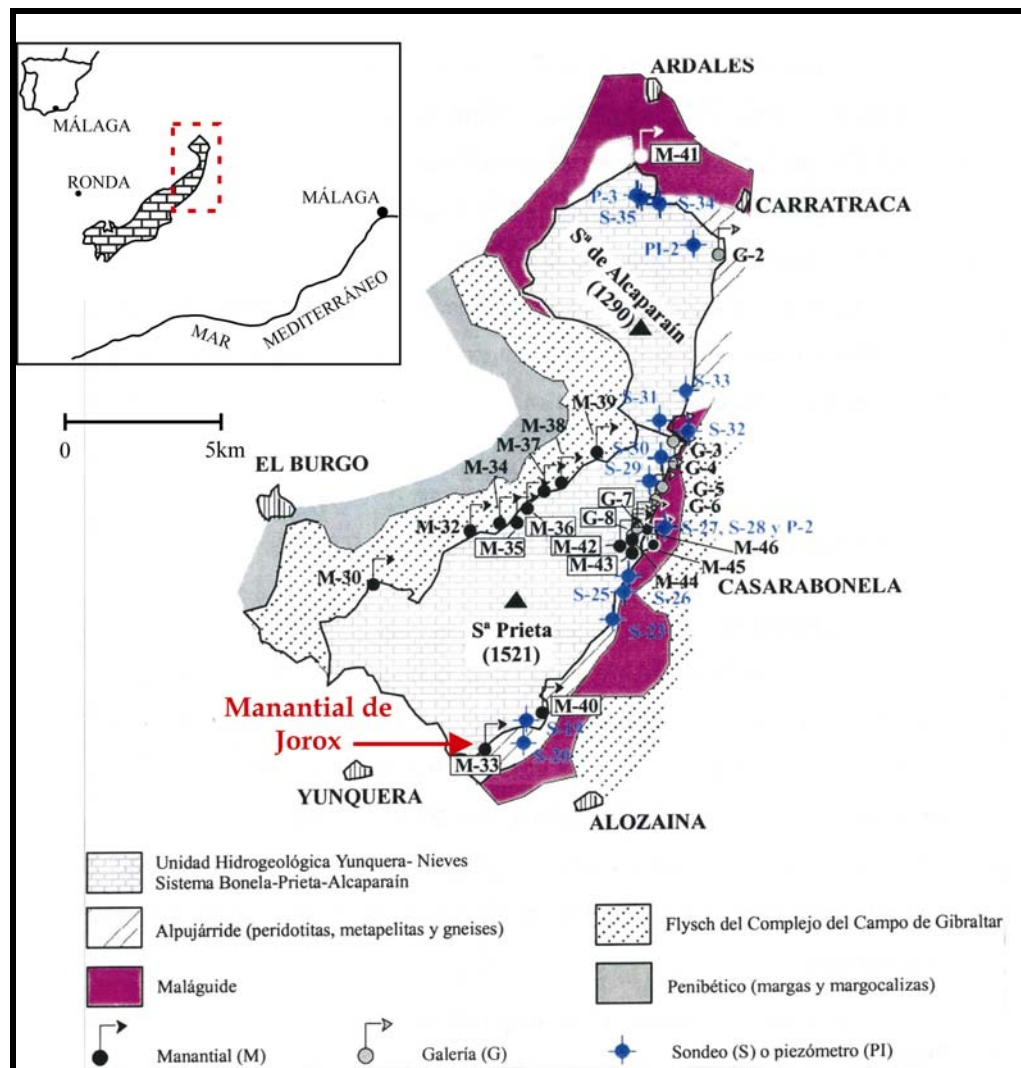 MÁLAGA
RONDA
MÁLAGA
MAR
MEDITERRÁNEO
0
5km
ARDALES
M-41
CARRATRACA
P-3
S-35
S-34
PI-2
G-2
Sª de Alcaparaín
(1290)
S-33
S-31
S-32
M-39
M-38
M-37
M-34
EL BURGO
S-30
G-3
S-29
G-4
G-5
G-7
G-6
G-8
M-32
M-36
M-35
S-27, S-28 y P-2
M-42
M-46
M-43
M-45
M-44
M-30
CASARABONELA
S-25
S-26
Sª Prieta
(1521)
S-23
Manantial de
Jorox
M-40
S-19
S-20
M-33
YUNQUERA
ALOZAINA
Unidad Hidrogeológica Yunquera- Nieves
Sistema Bonela-Prieta-Alcaparaín
Alpujárride (peridotitas, metapelitas y gneises)
Flysch del Complejo del Campo de Gibraltar
Maláguide
Penibético (margas y margocalizas)
Manantial (M)
Galería (G)
Sondeo (S) o piezómetro (PI)